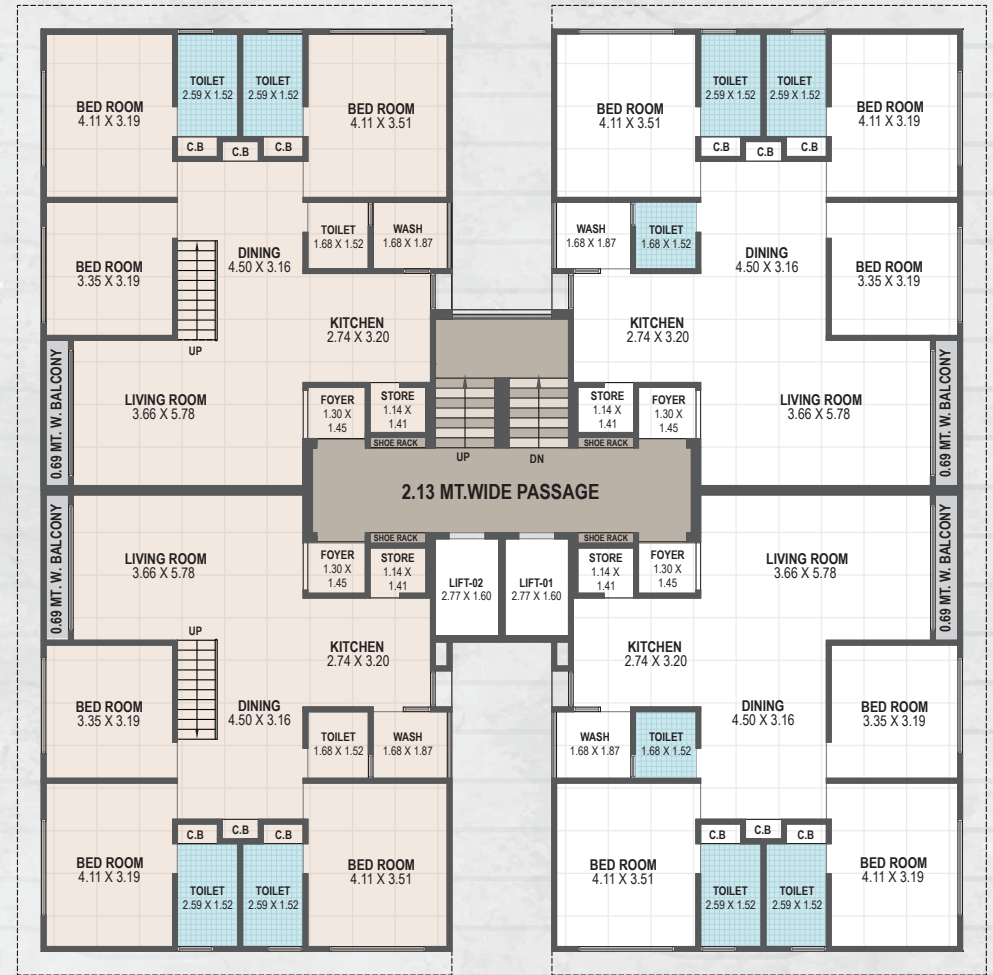 BED ROOM
4.11 X 3.19
TOILET
2.59 X 1.52
TOILET
2.59 X 1.52
BED ROOM
4.11 X 3.51
C.B
C.B
C.B
BED ROOM
3.35 X 3.19
DINING
4.50 X 3.16
TOILET
1.68 X 1.52
WASH
1.68 X 1.87
UP
KITCHEN
2.74 X 3.20
0.69 MT. W. BALCONY
LIVING ROOM
3.66 X 5.78
FOYER
1.30 X
1.45
STORE
1.14 X
1.41
SHOE RACK
BED ROOM
4.11 X 3.51
TOILET
2.59 X 1.52
TOILET
2.59 X 1.52
BED ROOM
4.11 X 3.19
C.B
C.B
C.B
WASH
1.68 X 1.87
TOILET
1.68 X 1.52
DINING
4.50 X 3.16
BED ROOM
3.35 X 3.19
KITCHEN
2.74 X 3.20
STORE
1.14 X
1.41
FOYER
1.30 X
1.45
LIVING ROOM
3.66 X 5.78
0.69 MT. W. BALCONY
SHOE RACK
UP
DN
2.13 MT.WIDE PASSAGE
LIFT-02
2.77 X 1.60
LIFT-01
2.77 X 1.60
0.69 MT. W. BALCONY
LIVING ROOM
3.66 X 5.78
SHOE RACK
FOYER
1.30 X
1.45
STORE
1.14 X
1.41
UP
KITCHEN
2.74 X 3.20
BED ROOM
3.35 X 3.19
DINING
4.50 X 3.16
TOILET
1.68 X 1.52
WASH
1.68 X 1.87
C.B
C.B
C.B
BED ROOM
4.11 X 3.19
TOILET
2.59 X 1.52
TOILET
2.59 X 1.52
BED ROOM
4.11 X 3.51
SHOE RACK
STORE
1.14 X
1.41
FOYER
1.30 X
1.45
LIVING ROOM
3.66 X 5.78
0.69 MT. W. BALCONY
KITCHEN
2.74 X 3.20
WASH
1.68 X 1.87
TOILET
1.68 X 1.52
DINING
4.50 X 3.16
BED ROOM
3.35 X 3.19
C.B
C.B
C.B
BED ROOM
4.11 X 3.51
TOILET
2.59 X 1.52
TOILET
2.59 X 1.52
BED ROOM
4.11 X 3.19